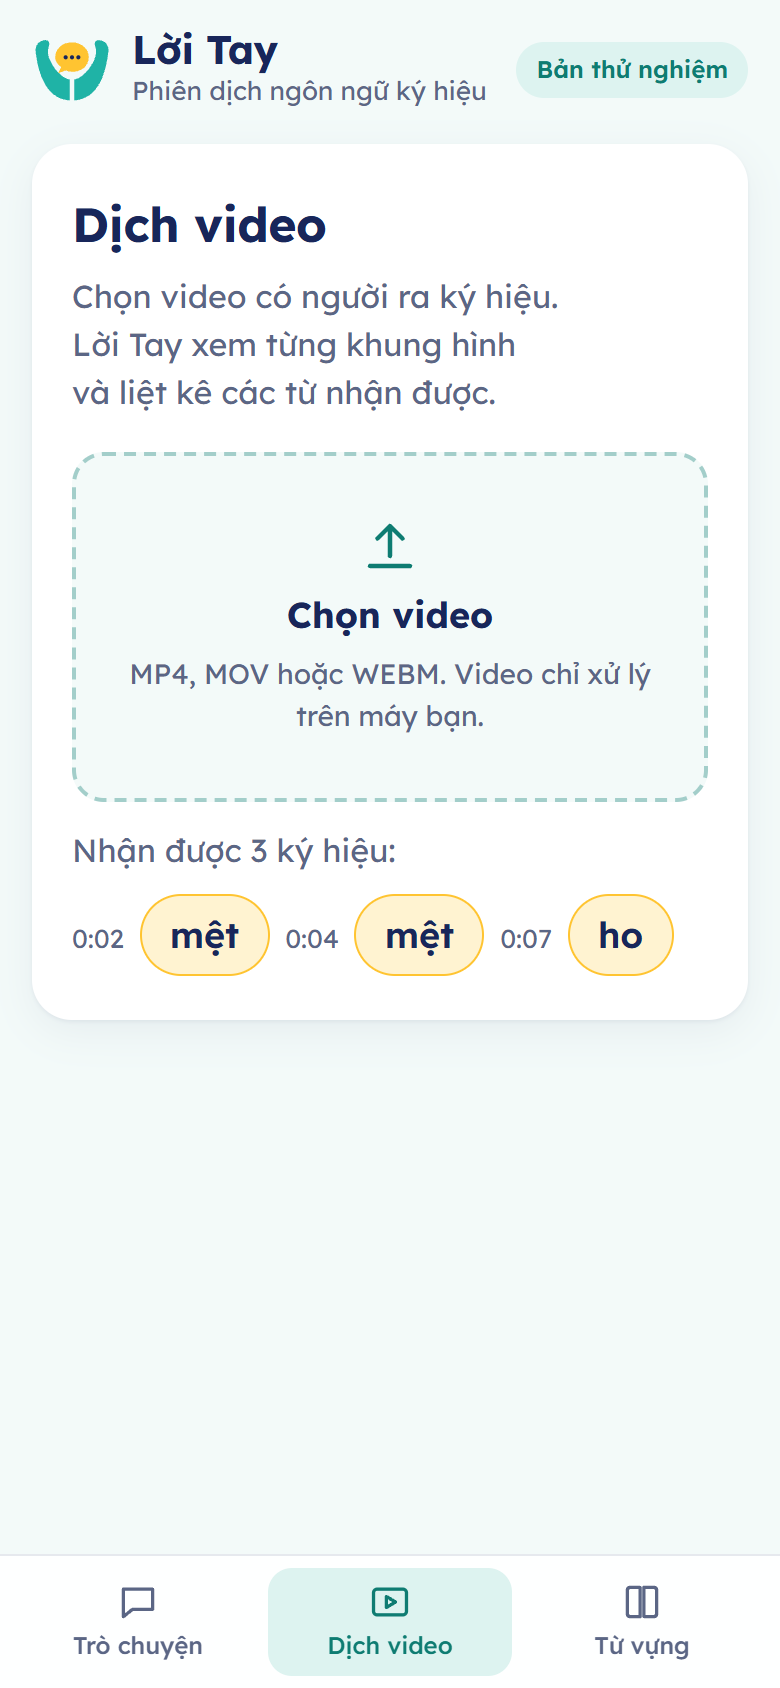 Lời Tay
Phiên dịch ngôn ngữ ký hiệu
Bản thử nghiệm
Dịch video
Chọn video có người ra ký hiệu.
Lời Tay xem từng khung hình
và liệt kê các từ nhận được.
Chọn video
MP4, MOV hoặc WEBM. Video chỉ xử lý
trên máy bạn.
Nhận được 3 ký hiệu:
0:02 mệt 0:04 mệt 0:07 ho
Trò chuyện Dịch video Từ vựng